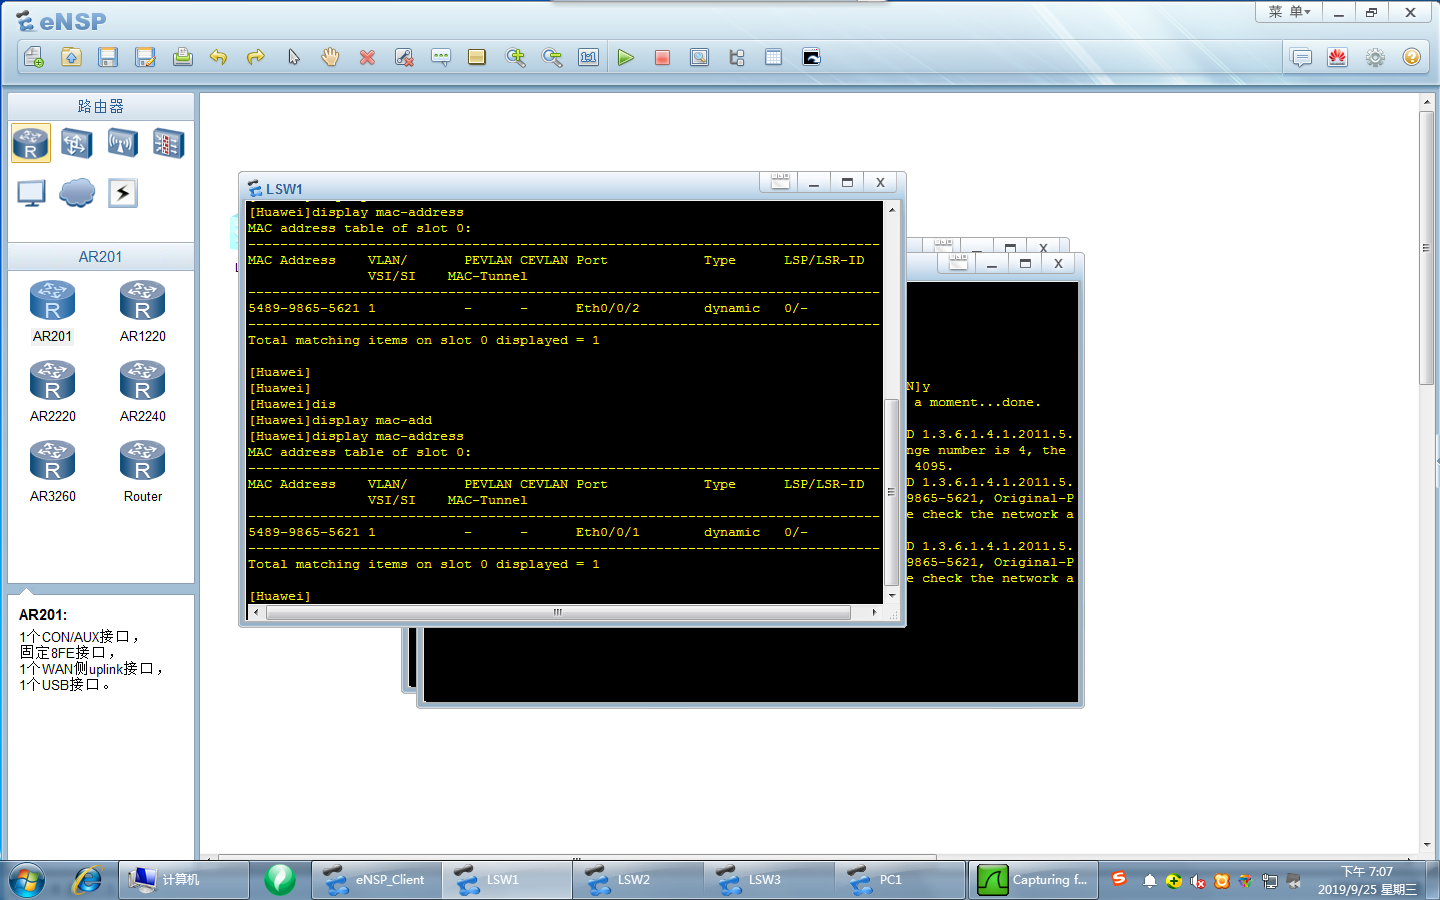 eNSP
菜 单
路由器
AR201
AR201
AR1220
AR2220
AR2240
AR3260
Router
AR201:
1个CON/AUX接口，
固定8FE接口，
1个WAN侧uplink接口，
1个USB接口。
LSW1
[Huawei]display mac-address
MAC address table of slot 0:
-------------------------------------------------------------------------------
MAC Address    VLAN/       PEVLAN CEVLAN Port            Type      LSP/LSR-ID
               VSI/SI    MAC-Tunnel
-------------------------------------------------------------------------------
5489-9865-5621 1           -      -      Eth0/0/2        dynamic   0/-
-------------------------------------------------------------------------------
Total matching items on slot 0 displayed = 1
[Huawei]
[Huawei]
[Huawei]dis
[Huawei]display mac-add
[Huawei]display mac-address
MAC address table of slot 0:
-------------------------------------------------------------------------------
MAC Address    VLAN/       PEVLAN CEVLAN Port            Type      LSP/LSR-ID
               VSI/SI    MAC-Tunnel
-------------------------------------------------------------------------------
5489-9865-5621 1           -      -      Eth0/0/1        dynamic   0/-
-------------------------------------------------------------------------------
Total matching items on slot 0 displayed = 1
[Huawei]
N]y
a moment...done.
D 1.3.6.1.4.1.2011.5.
nge number is 4, the
4095.
D 1.3.6.1.4.1.2011.5.
9865-5621, Original-P
e check the network a
D 1.3.6.1.4.1.2011.5.
9865-5621, Original-P
e check the network a
计算机
eNSP_Client
LSW1
LSW2
LSW3
PC1
Capturing f...
下午 7:07
2019/9/25 星期三